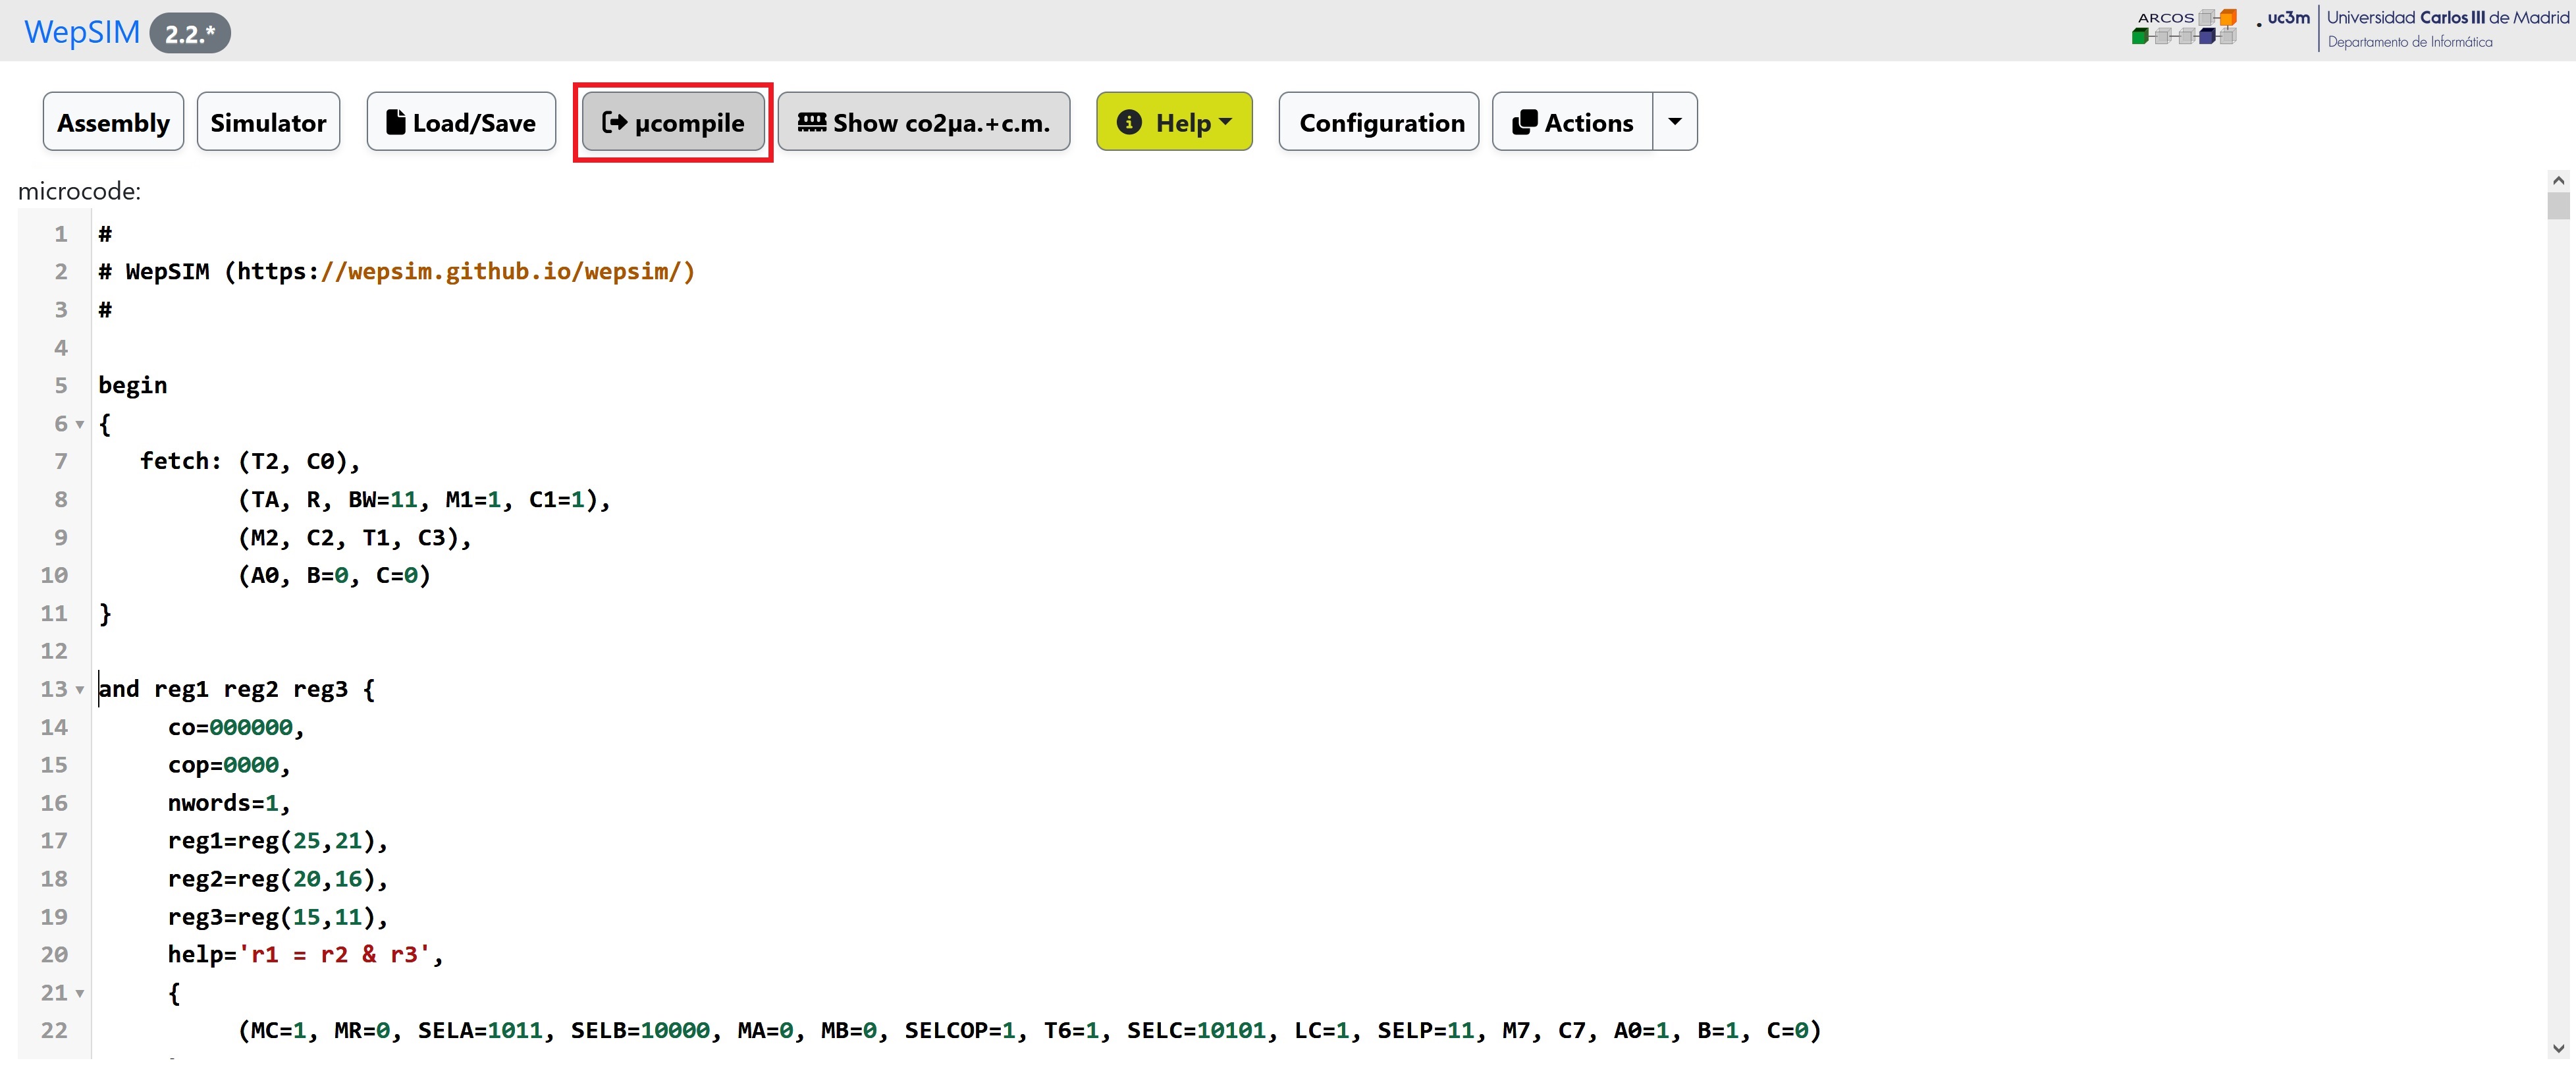 WepSIM 2.2.*
ARCOS
uc3m Universidad Carlos III de Madrid
Departamento de Informática
Assembly Simulator Load/Save µcompile Show co2µa.+c.m. Help Configuration Actions
microcode:
1 #
2 # WepSIM (https://wepsim.github.io/wepsim/)
3 #
4
5 begin
6 {
7 fetch: (T2, C0),
8 (TA, R, BW=11, M1=1, C1=1),
9 (M2, C2, T1, C3),
10 (A0, B=0, C=0)
11 }
12
13 and reg1 reg2 reg3 {
14 co=000000,
15 cop=0000,
16 nwords=1,
17 reg1=reg(25,21),
18 reg2=reg(20,16),
19 reg3=reg(15,11),
20 help='r1 = r2 & r3',
21 {
22 (MC=1, MR=0, SELA=1011, SELB=10000, MA=0, MB=0, SELCOP=1, T6=1, SELC=10101, LC=1, SELP=11, M7, C7, A0=1, B=1, C=0)